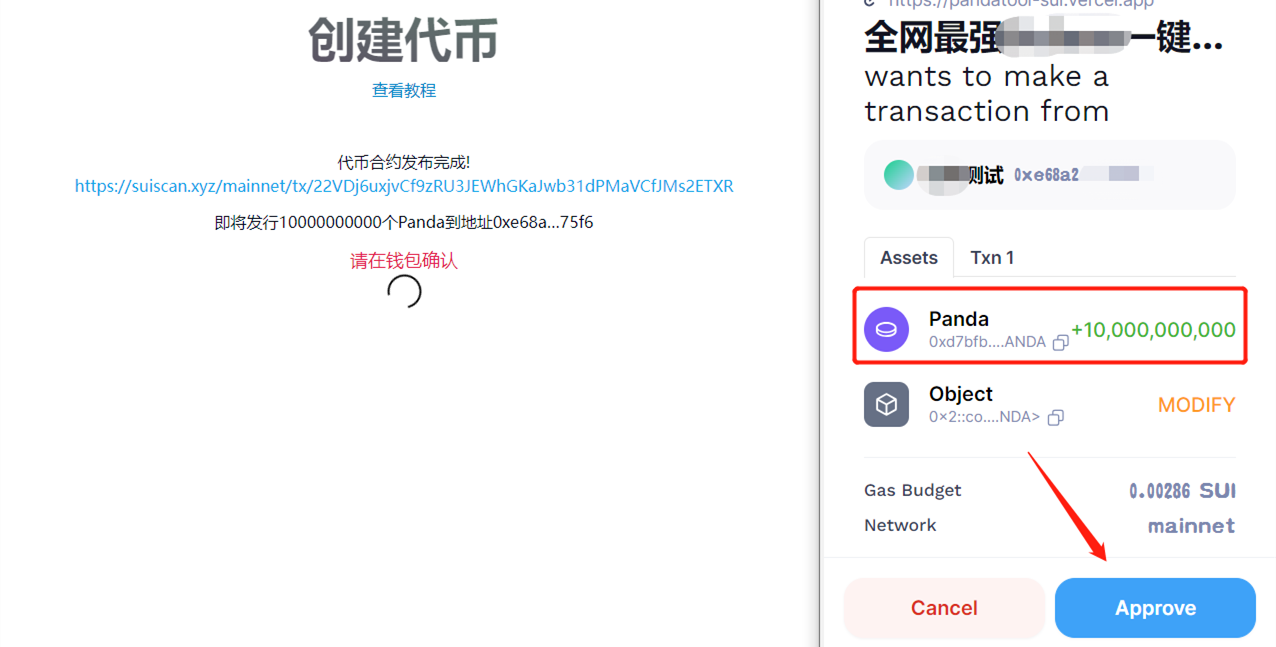 创建代币
查看教程
代币合约发布完成!
https://suiscan.xyz/mainnet/tx/22VDj6uxjvCf9zRU3JEWhGKaJwb31dPMaVCfJMs2ETXR
即将发行10000000000个Panda到地址0xe68a...75f6
请在钱包确认
https://pandatool-sui.vercel.app
全网最强 一键...
wants to make a
transaction from
测试 0xe68a2
Assets Txn 1
Panda
0xd7bfb....ANDA +10,000,000,000
Object
0×2::co....NDA> MODIFY
Gas Budget 0.00286 SUI
Network mainnet
Cancel Approve